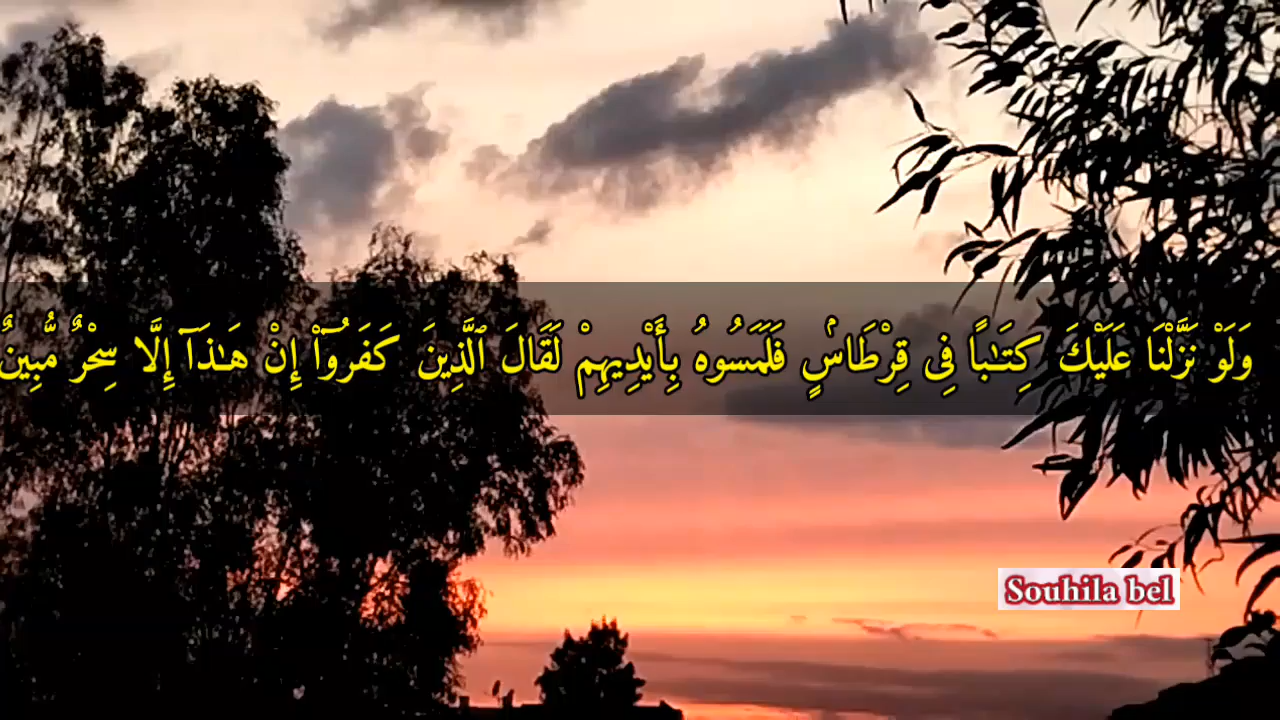 وَلَوْ نَزَّلْنَا عَلَيْكَ كِتَـٰبًا فِى قِرْطَاسٍۢ فَلَمَسُوهُ بِأَيْدِيهِمْ لَقَالَ ٱلَّذِينَ كَفَرُوٓا۟ إِنْ هَـٰذَآ إِلَّا سِحْرٌ مُّبِينٌ
Souhila bel